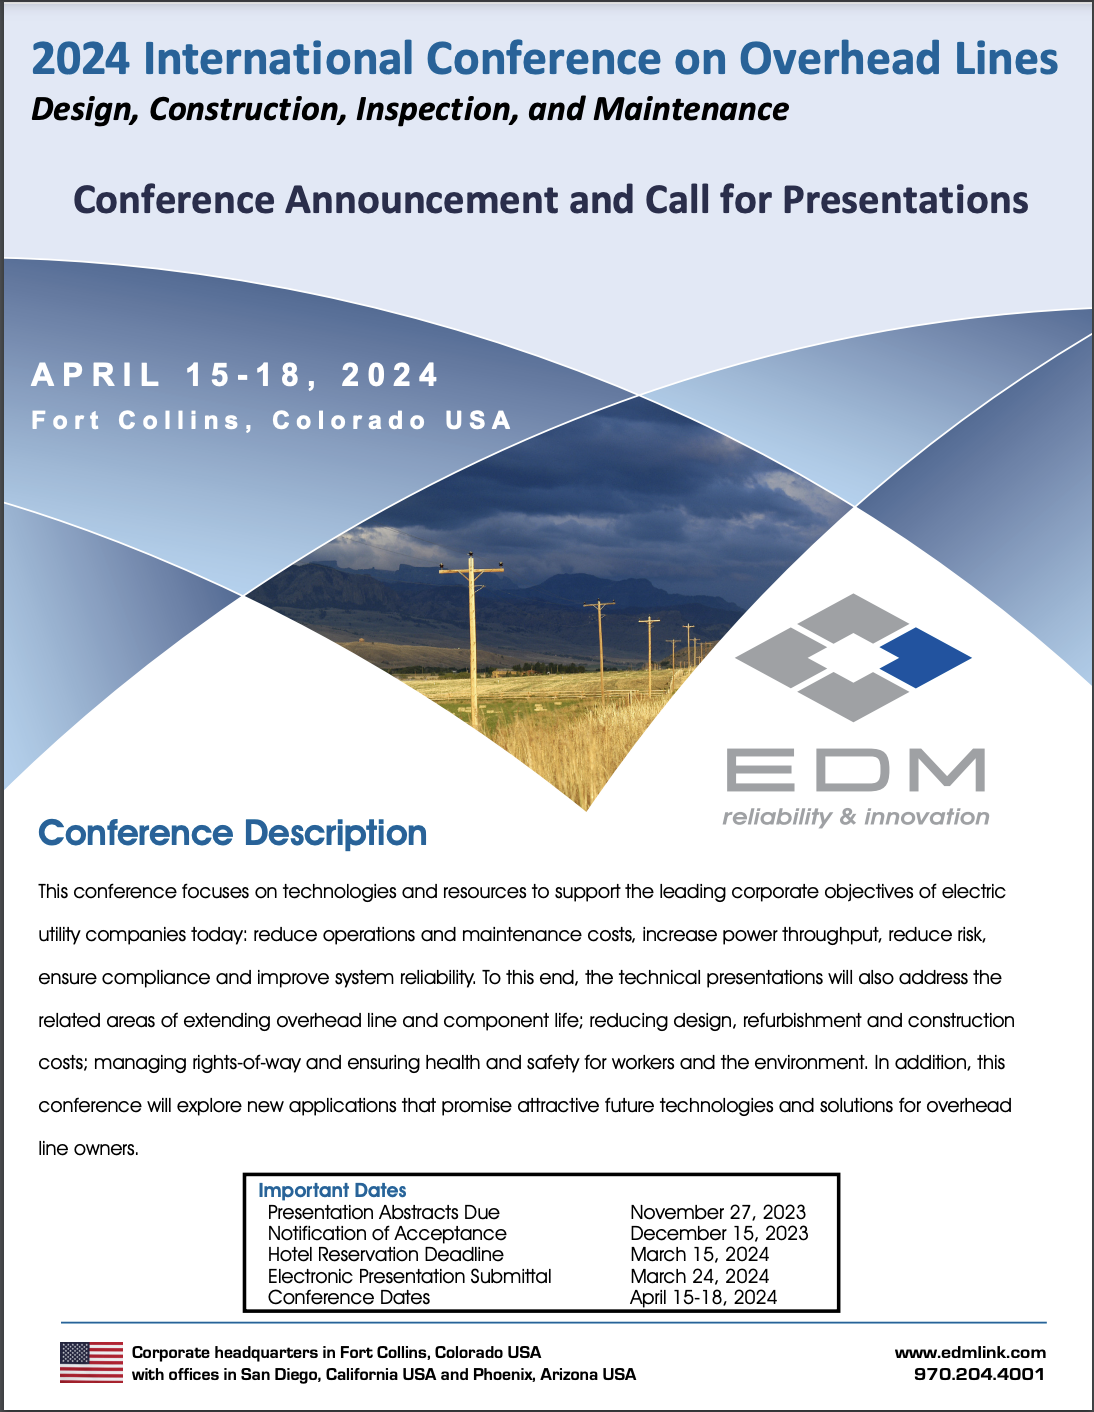 2024 International Conference on Overhead Lines
Design, Construction, Inspection, and Maintenance
Conference Announcement and Call for Presentations
APRIL 15-18, 2024
Fort Collins, Colorado USA
EDM
reliability & innovation
Conference Description
This conference focuses on technologies and resources to support the leading corporate objectives of electric
utility companies today: reduce operations and maintenance costs, increase power throughput, reduce risk,
ensure compliance and improve system reliability. To this end, the technical presentations will also address the
related areas of extending overhead line and component life; reducing design, refurbishment and construction
costs; managing rights-of-way and ensuring health and safety for workers and the environment. In addition, this
conference will explore new applications that promise attractive future technologies and solutions for overhead
line owners.
Important Dates
Presentation Abstracts Due November 27, 2023
Notification of Acceptance December 15, 2023
Hotel Reservation Deadline March 15, 2024
Electronic Presentation Submittal March 24, 2024
Conference Dates April 15-18, 2024
Corporate headquarters in Fort Collins, Colorado USA www.edmlink.com
with offices in San Diego, California USA and Phoenix, Arizona USA 970.204.4001